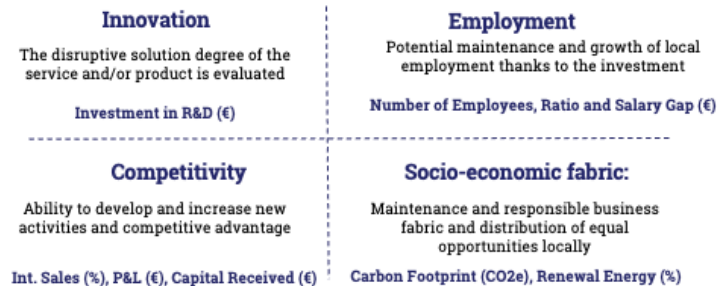 Innovation
The disruptive solution degree of the
service and/or product is evaluated
Investment in R&D (€)
Employment
Potential maintenance and growth of local
employment thanks to the investment
Number of Employees, Ratio and Salary Gap (€)
Competitivity
Ability to develop and increase new
activities and competitive advantage
Int. Sales (%), P&L (€), Capital Received (€)
Socio-economic fabric:
Maintenance and responsible business
fabric and distribution of equal
opportunities locally
Carbon Footprint (CO2e), Renewal Energy (%)